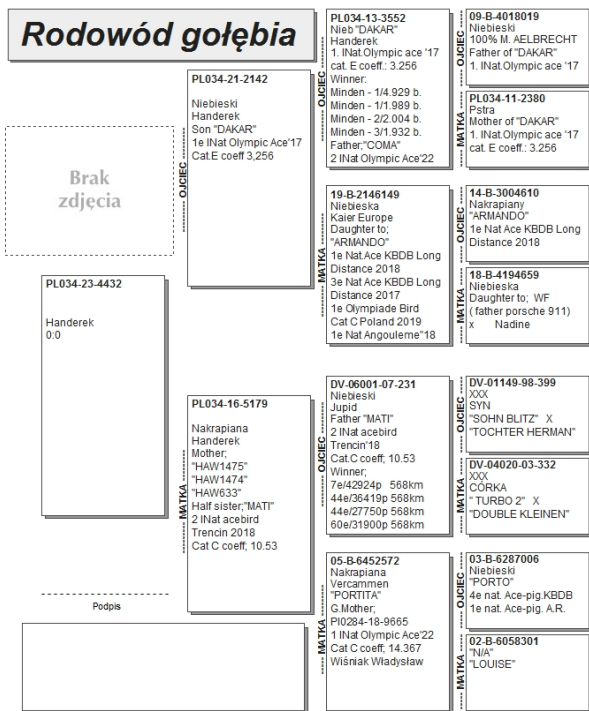 Rodowód gołębia
Brak
zdjęcia
PL034-23-4432
Handerek
0:0
Podpis
OJCIEC
PL034-21-2142
Niebieski
Handerek
Son "DAKAR"
1e INat Olympic Ace'17
Cat.E coeff 3,256
MATKA
PL034-16-5179
Nakrapiana
Handerek
Mother;
"HAW1475"
"HAW1474"
"HAW633"
Half sister;"MATI"
2 INat acebird
Trencin 2018
Cat C coeff; 10.53
OJCIEC
PL034-13-3552
Nieb "DAKAR"
Handerek
1. INat.Olympic ace '17
cat. E coeff.: 3.256
Winner:
Minden - 1/4.929 b.
Minden - 1/1.989 b.
Minden - 2/2.004 b.
Minden - 3/1.932 b.
Father;"COMA"
2 INat Olympic Ace'22
MATKA
19-B-2146149
Niebieska
Kaier Europe
Daughter to;
"ARMANDO"
1e Nat Ace KBDB Long
Distance 2018
3e Nat Ace KBDB Long
Distance 2017
1e Olympiade Bird
Cat C Poland 2019
1e Nat Angouleme"18
OJCIEC
DV-06001-07-231
Niebieski
Jupid
Father "MATI"
2 INat acebird
Trencin'18
Cat.C coeff; 10.53
Winner;
7e/42924p 568km
44e/36419p 568km
44e/27750p 568km
60e/31900p 568km
MATKA
05-B-6452572
Nakrapiana
Vercammen
"PORTITA"
G.Mother;
Pl0284-18-9665
1 INat Olympic Ace'22
Cat C coeff; 14.367
Wiśniak Władysław
OJCIEC
09-B-4018019
Niebieski
100% M. AELBRECHT
Father of "DAKAR"
1. INat.Olympic ace '17
MATKA
PL034-11-2380
Pstra
Mother of "DAKAR"
1. INat.Olympic ace '17
cat. E coeff.: 3.256
OJCIEC
14-B-3004610
Nakrapiany
"ARMANDO"
1e Nat Ace KBDB Long
Distance 2018
MATKA
18-B-4194659
Niebieska
Daughter to; WF
( father porsche 911)
x Nadine
OJCIEC
DV-01149-98-399
XXX
SYN
"SOHN BLITZ" X
"TOCHTER HERMAN"
MATKA
DV-04020-03-332
XXX
CÓRKA
" TURBO 2" X
"DOUBLE KLEINEN"
OJCIEC
03-B-6287006
Niebieski
"PORTO"
4e nat. Ace-pig.KBDB
1e nat. Ace-pig. A.R.
MATKA
02-B-6058301
"N/A"
"LOUISE"